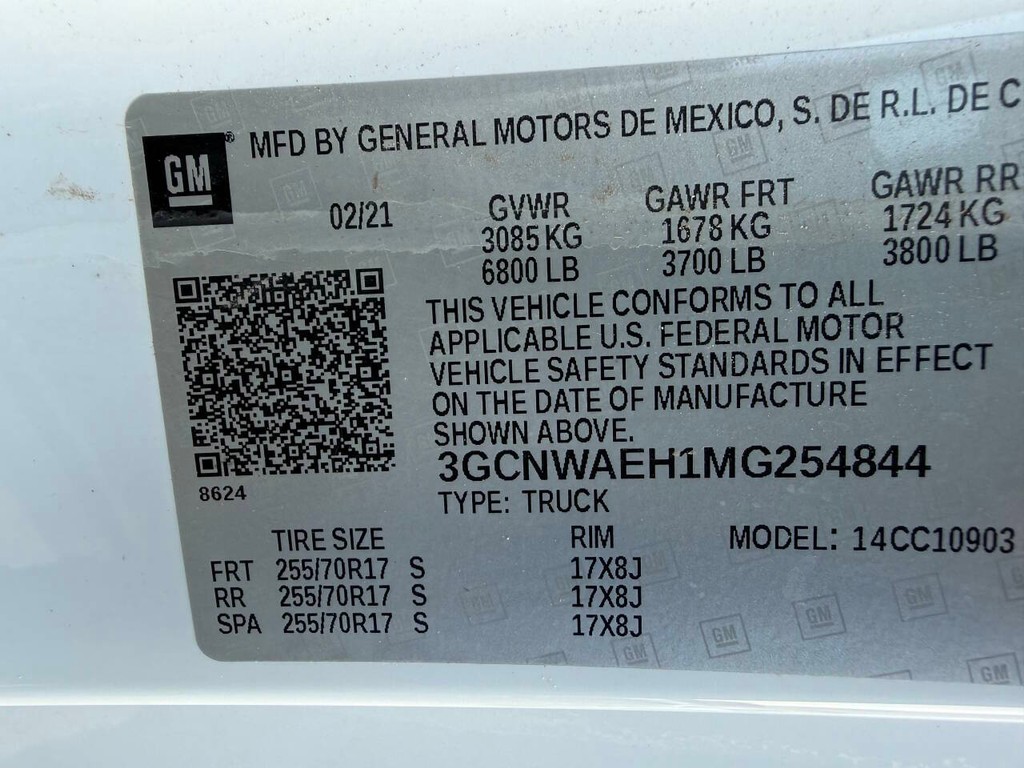 GM® MFD BY GENERAL MOTORS DE MEXICO, S. DE R.L. DE C
02/21 GVWR GAWR FRT GAWR RR
3085 KG 1678 KG 1724 KG
6800 LB 3700 LB 3800 LB
THIS VEHICLE CONFORMS TO ALL
APPLICABLE U.S. FEDERAL MOTOR
VEHICLE SAFETY STANDARDS IN EFFECT
ON THE DATE OF MANUFACTURE
SHOWN ABOVE.
3GCNWAEH1MG254844
8624
TYPE: TRUCK
TIRE SIZE RIM MODEL: 14CC10903
FRT 255/70R17 S 17X8J
RR 255/70R17 S 17X8J
SPA 255/70R17 S 17X8J